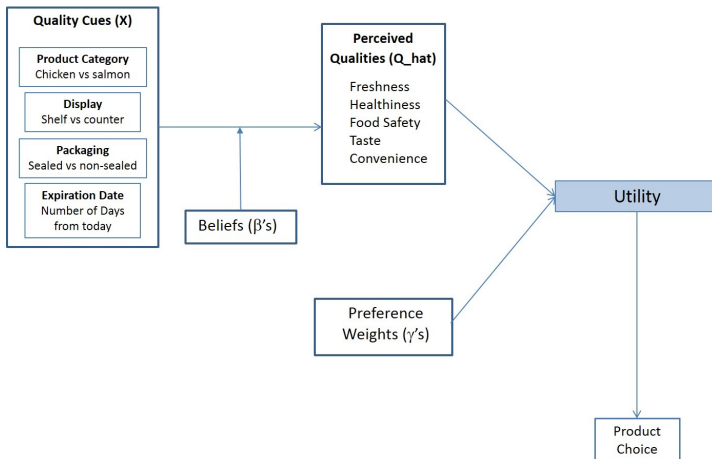 Quality Cues (X)
Product Category
Chicken vs salmon
Display
Shelf vs counter
Packaging
Sealed vs non-sealed
Expiration Date
Number of Days
from today
Beliefs (β's)
Perceived
Qualities (Q_hat)
Freshness
Healthiness
Food Safety
Taste
Convenience
Preference
Weights (γ's)
Utility
Product
Choice